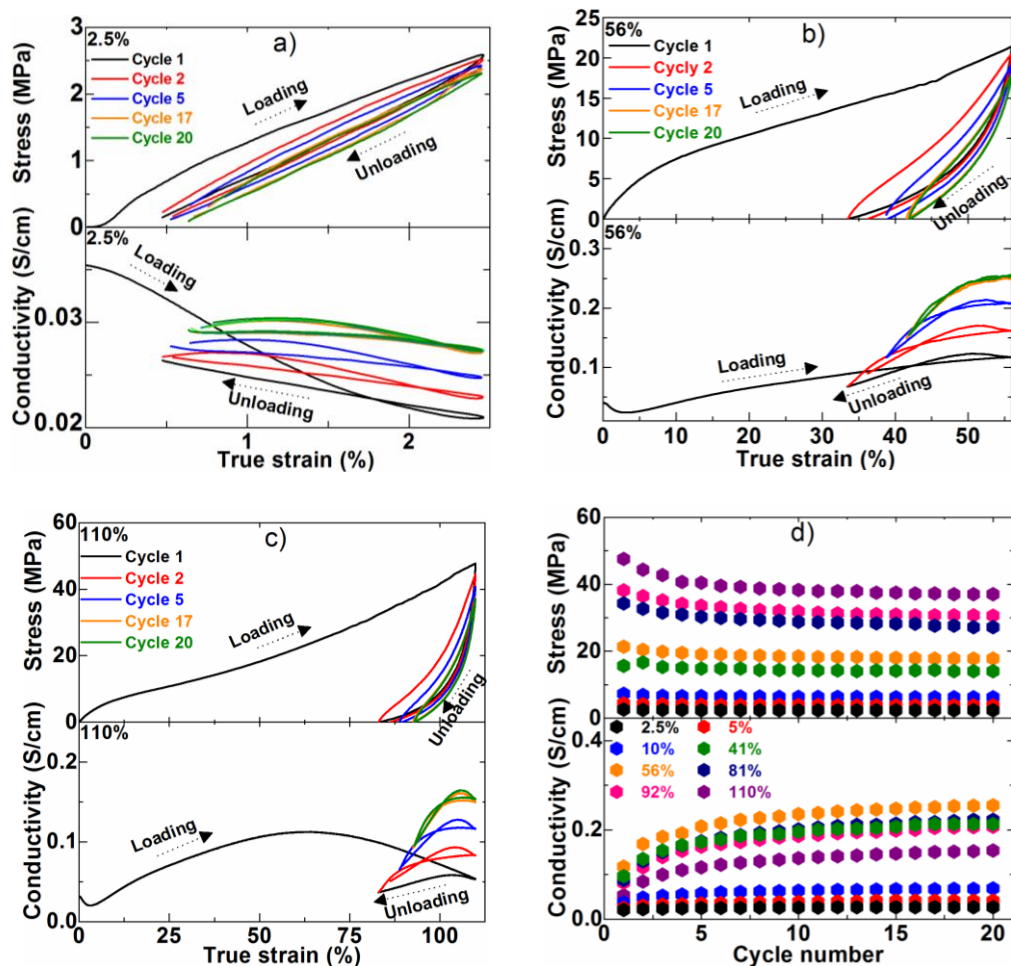 a)
2.5%
Cycle 1
Cycle 2
Cycle 5
Cycle 17
Cycle 20
Loading
Unloading
Stress (MPa)
3
2
1
0
2.5%
Loading
Unloading
Conductivity (S/cm)
0.03
0.02
0
1
2
True strain (%)
b)
56%
Cycle 1
Cycly 2
Cycle 5
Cycle 17
Cycle 20
Loading
Unloading
Stress (MPa)
25
20
15
10
5
0
56%
Loading
Unloading
Conductivity (S/cm)
0.3
0.2
0.1
0
10
20
30
40
50
True strain (%)
c)
110%
Cycle 1
Cycle 2
Cycle 5
Cycle 17
Cycle 20
Loading
Unloading
Stress (MPa)
60
40
20
0
110%
Loading
Unloading
Conductivity (S/cm)
0.2
0.1
0.0
0
25
50
75
100
True strain (%)
d)
Stress (MPa)
60
40
20
0
Conductivity (S/cm)
0.4
0.2
0.0
2.5%
5%
10%
41%
56%
81%
92%
110%
0
5
10
15
20
Cycle number